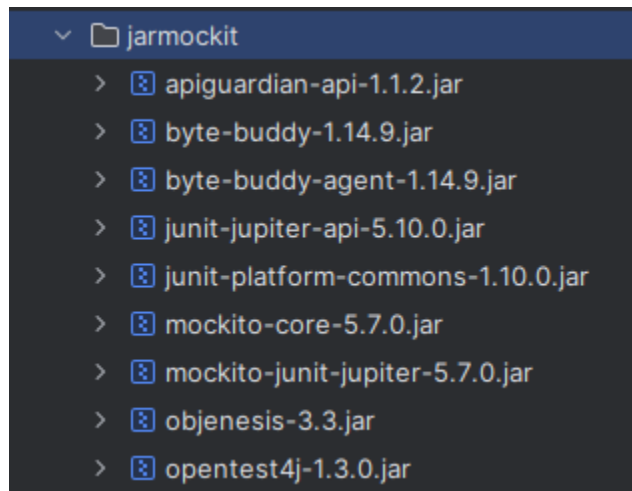 jarmockit
apiguardian-api-1.1.2.jar
byte-buddy-1.14.9.jar
byte-buddy-agent-1.14.9.jar
junit-jupiter-api-5.10.0.jar
junit-platform-commons-1.10.0.jar
mockito-core-5.7.0.jar
mockito-junit-jupiter-5.7.0.jar
objenesis-3.3.jar
opentest4j-1.3.0.jar